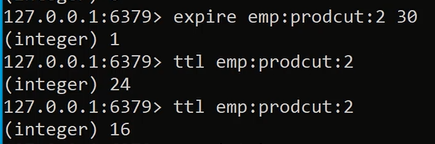 127.0.0.1:6379> expire emp:prodcut:2 30
(integer) 1
127.0.0.1:6379> ttl emp:prodcut:2
(integer) 24
127.0.0.1:6379> ttl emp:prodcut:2
(integer) 16